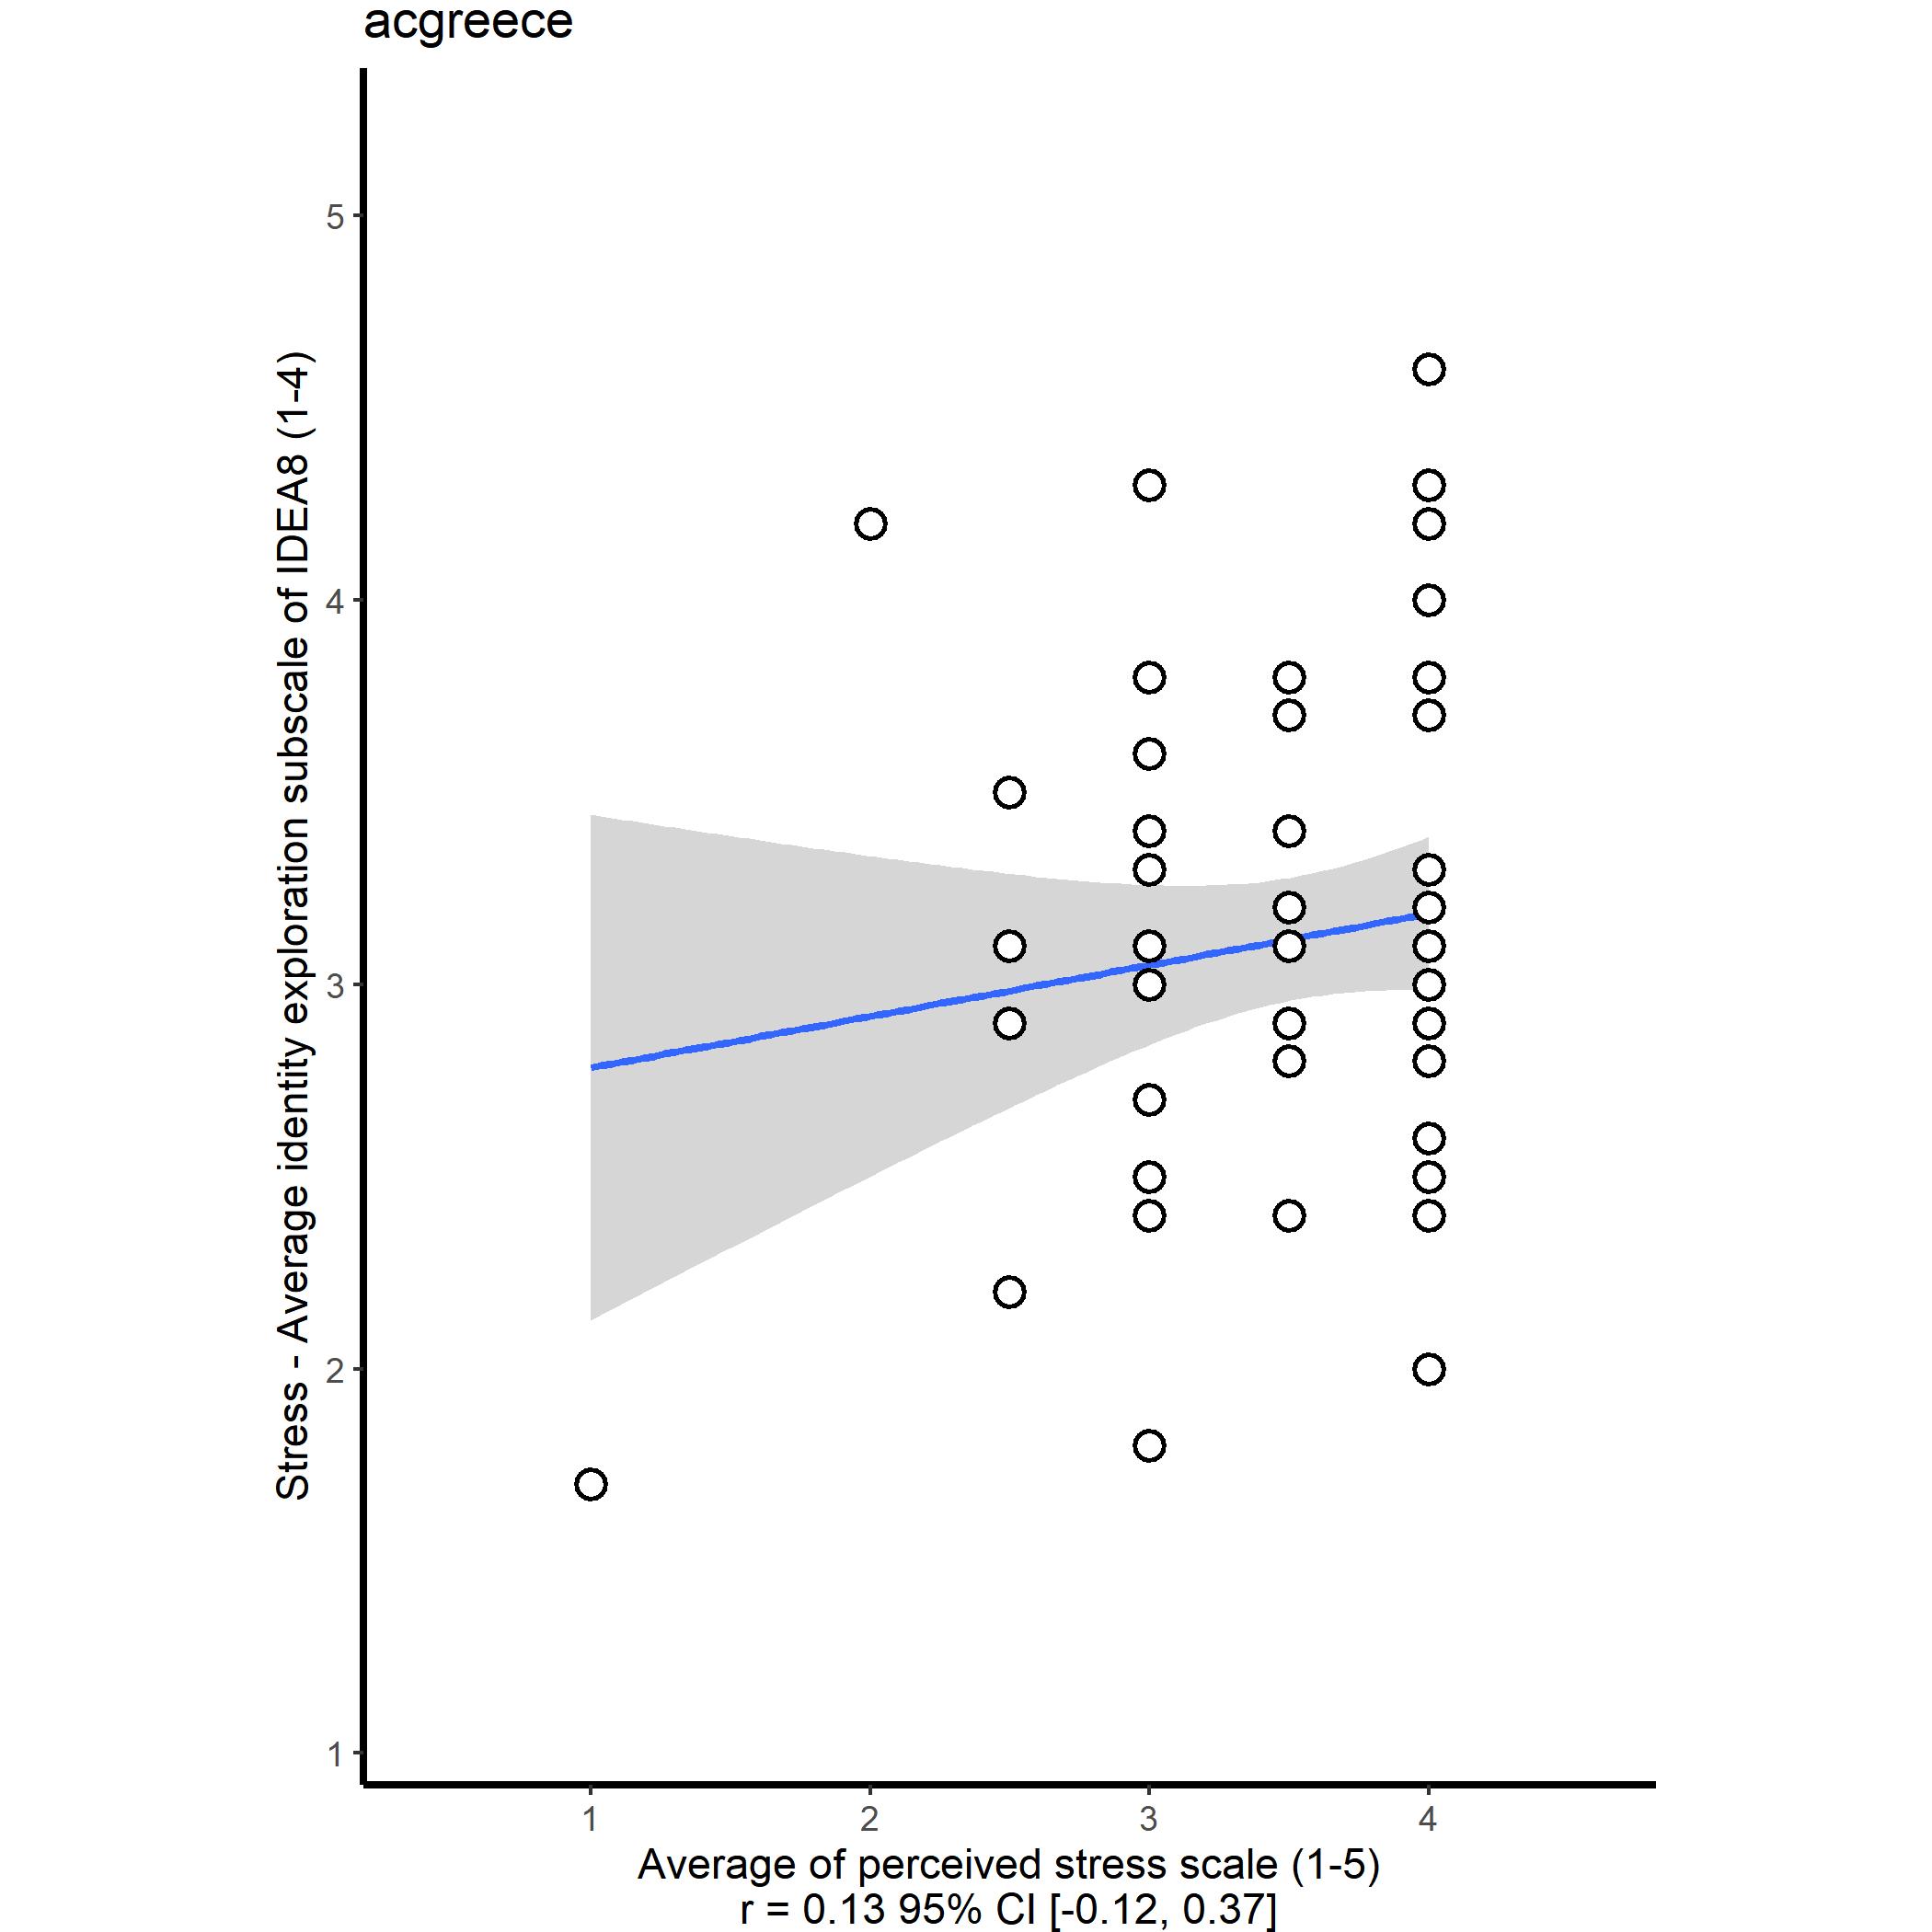 acgreece
Stress - Average identity exploration subscale of IDEA8 (1-4)
5
4
3
2
1
1 2 3 4
Average of perceived stress scale (1-5)
r = 0.13 95% CI [-0.12, 0.37]